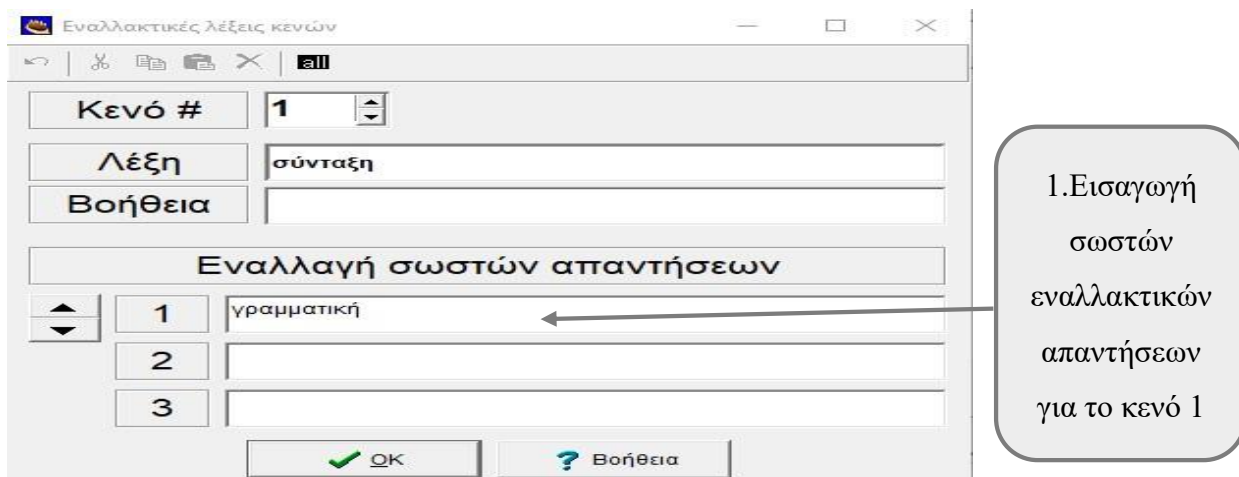 Εναλλακτικές λέξεις κενών
all
Κενό # 1
Λέξη σύνταξη
Βοήθεια
Εναλλαγή σωστών απαντήσεων
1 γραμματική
2
3
OK ? Βοήθεια
1.Εισαγωγή
σωστών
εναλλακτικών
απαντήσεων
για το κενό 1